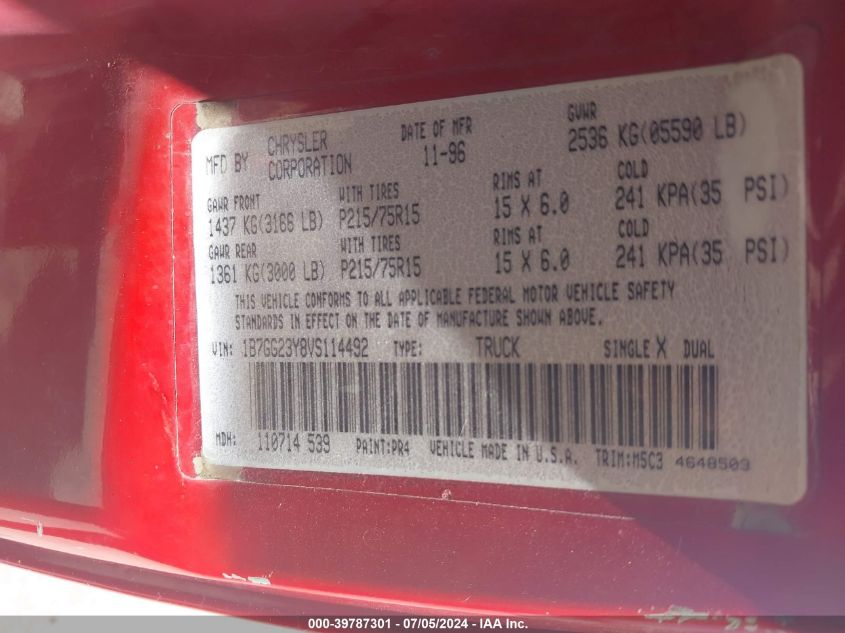 MFD BY CHRYSLER CORPORATION DATE OF MFR 11-96 GVWR 2536 KG(05590 LB)
GAWR FRONT WITH TIRES RIMS AT COLD
1437 KG(3166 LB) P215/75R15 15 X 6.0 241 KPA(35 PSI)
GAWR REAR WITH TIRES RIMS AT COLD
1361 KG(3000 LB) P215/75R15 15 X 6.0 241 KPA(35 PSI)
THIS VEHICLE CONFORMS TO ALL APPLICABLE FEDERAL MOTOR VEHICLE SAFETY
STANDARDS IN EFFECT ON THE DATE OF MANUFACTURE SHOWN ABOVE.
VIN: 1B7GG23Y8VS114492 TYPE: TRUCK SINGLE X DUAL
MDH: 110714 539 PAINT:PR4 VEHICLE MADE IN U.S.A. TRIM:M5C3 4648503
000-39787301 - 07/05/2024 - IAA Inc.